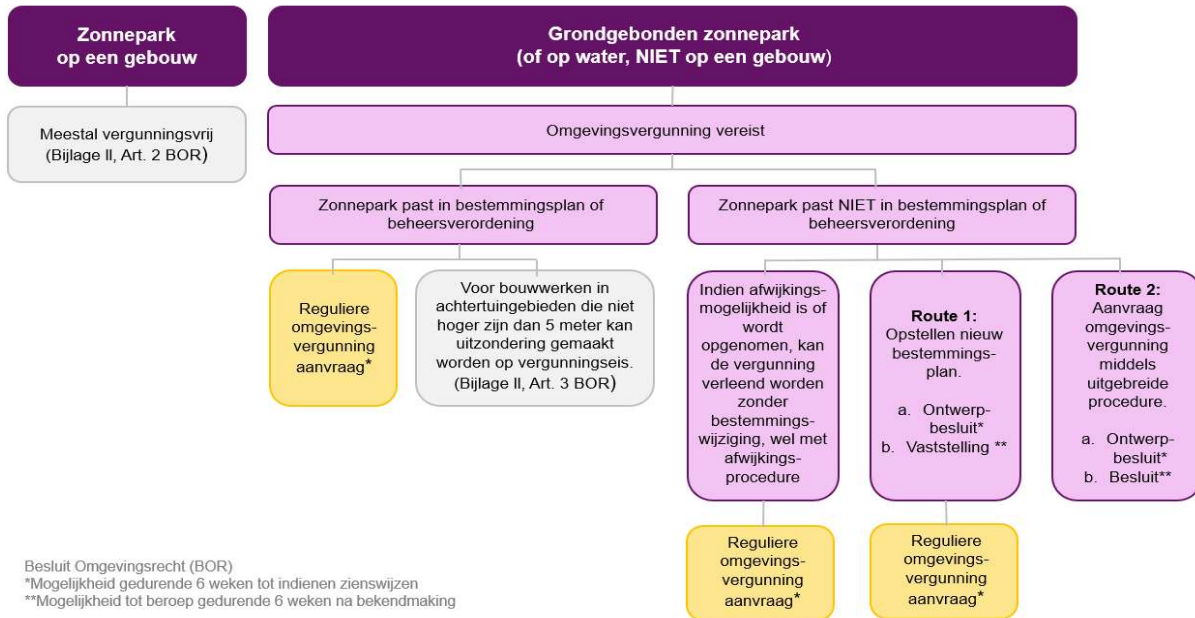 Zonnepark
op een gebouw
Meestal vergunningsvrij
(Bijlage II, Art. 2 BOR)
Grondgebonden zonnepark
(of op water, NIET op een gebouw)
Omgevingsvergunning vereist
Zonnepark past in bestemmingsplan of
beheersverordening
Zonnepark past NIET in bestemmingsplan of
beheersverordening
Reguliere
omgevings-
vergunning
aanvraag*
Voor bouwwerken in
achtertuingebieden die niet
hoger zijn dan 5 meter kan
uitzondering gemaakt
worden op vergunningseis.
(Bijlage II, Art. 3 BOR)
Indien afwijkings-
mogelijkheid is of
wordt
opgenomen, kan
de vergunning
verleend worden
zonder
bestemmings-
wijziging, wel met
afwijkings-
procedure
Reguliere
omgevings-
vergunning
aanvraag*
Route 1:
Opstellen nieuw
bestemmings-
plan.
a. Ontwerp-
besluit*
b. Vaststelling **
Reguliere
omgevings-
vergunning
aanvraag*
Route 2:
Aanvraag
omgevings-
vergunning
middels
uitgebreide
procedure.
a. Ontwerp-
besluit*
b. Besluit**
Besluit Omgevingsrecht (BOR)
*Mogelijkheid gedurende 6 weken tot indienen zienswijzen
**Mogelijkheid tot beroep gedurende 6 weken na bekendmaking